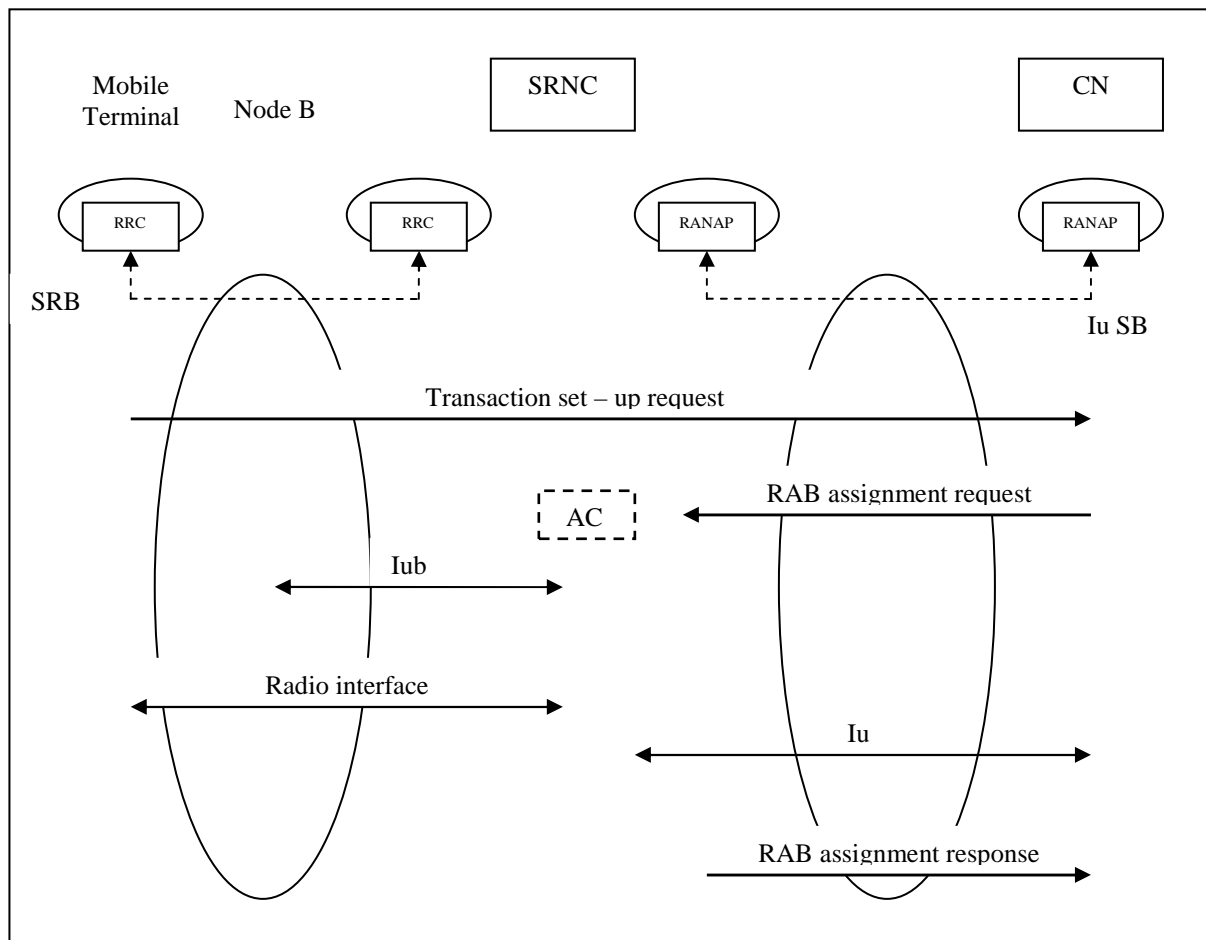 SRNC
CN
Mobile
Terminal
Node B
RRC
RRC
RANAP
RANAP
SRB
Iu SB
Transaction set – up request
RAB assignment request
AC
Iub
Radio interface
Iu
RAB assignment response